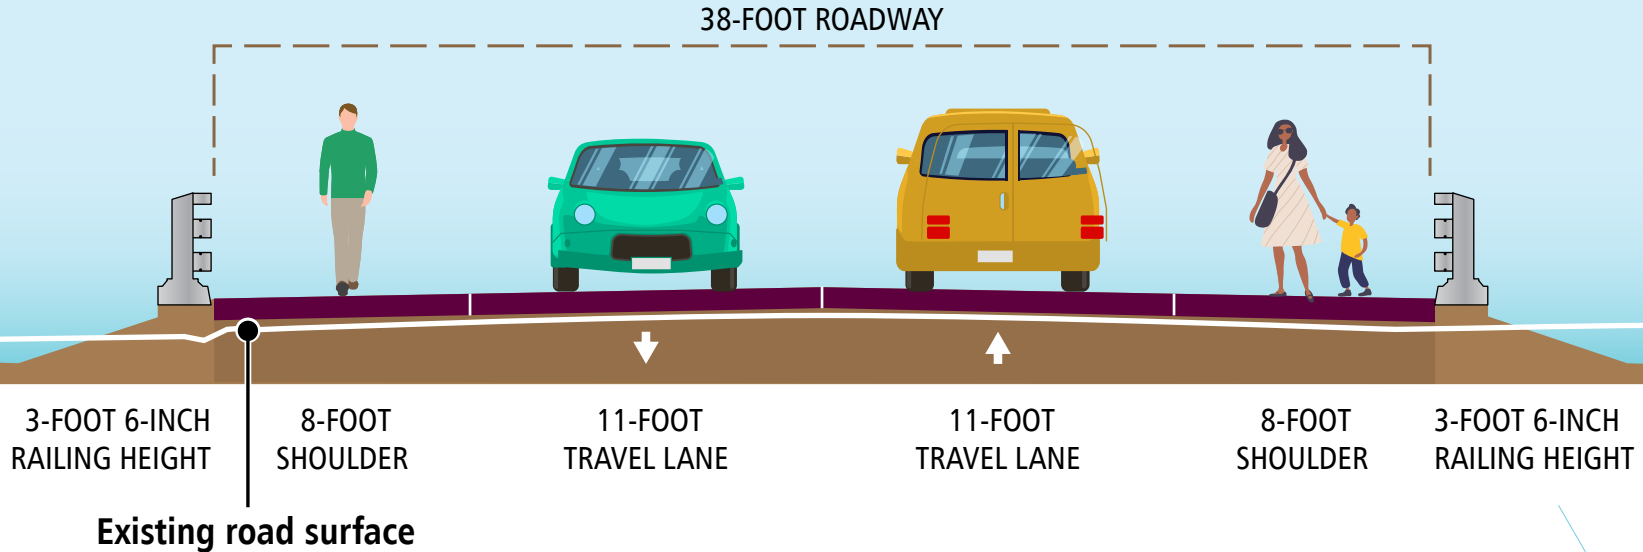 38-FOOT ROADWAY
3-FOOT 6-INCH
RAILING HEIGHT
8-FOOT
SHOULDER
11-FOOT
TRAVEL LANE
11-FOOT
TRAVEL LANE
8-FOOT
SHOULDER
3-FOOT 6-INCH
RAILING HEIGHT
Existing road surface